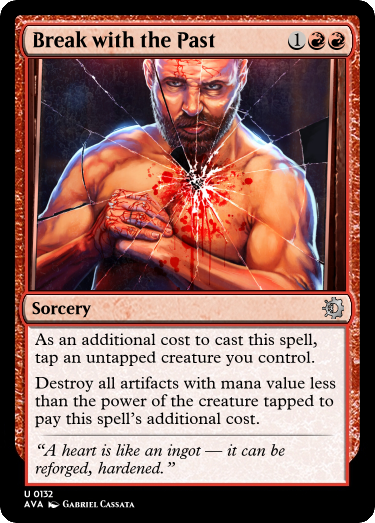 Break with the Past 1
Sorcery
As an additional cost to cast this spell,
tap an untapped creature you control.
Destroy all artifacts with mana value less
than the power of the creature tapped to
pay this spell's additional cost.
"A heart is like an ingot — it can be
reforged, hardened."
U 0132
AVA Gabriel Cassata